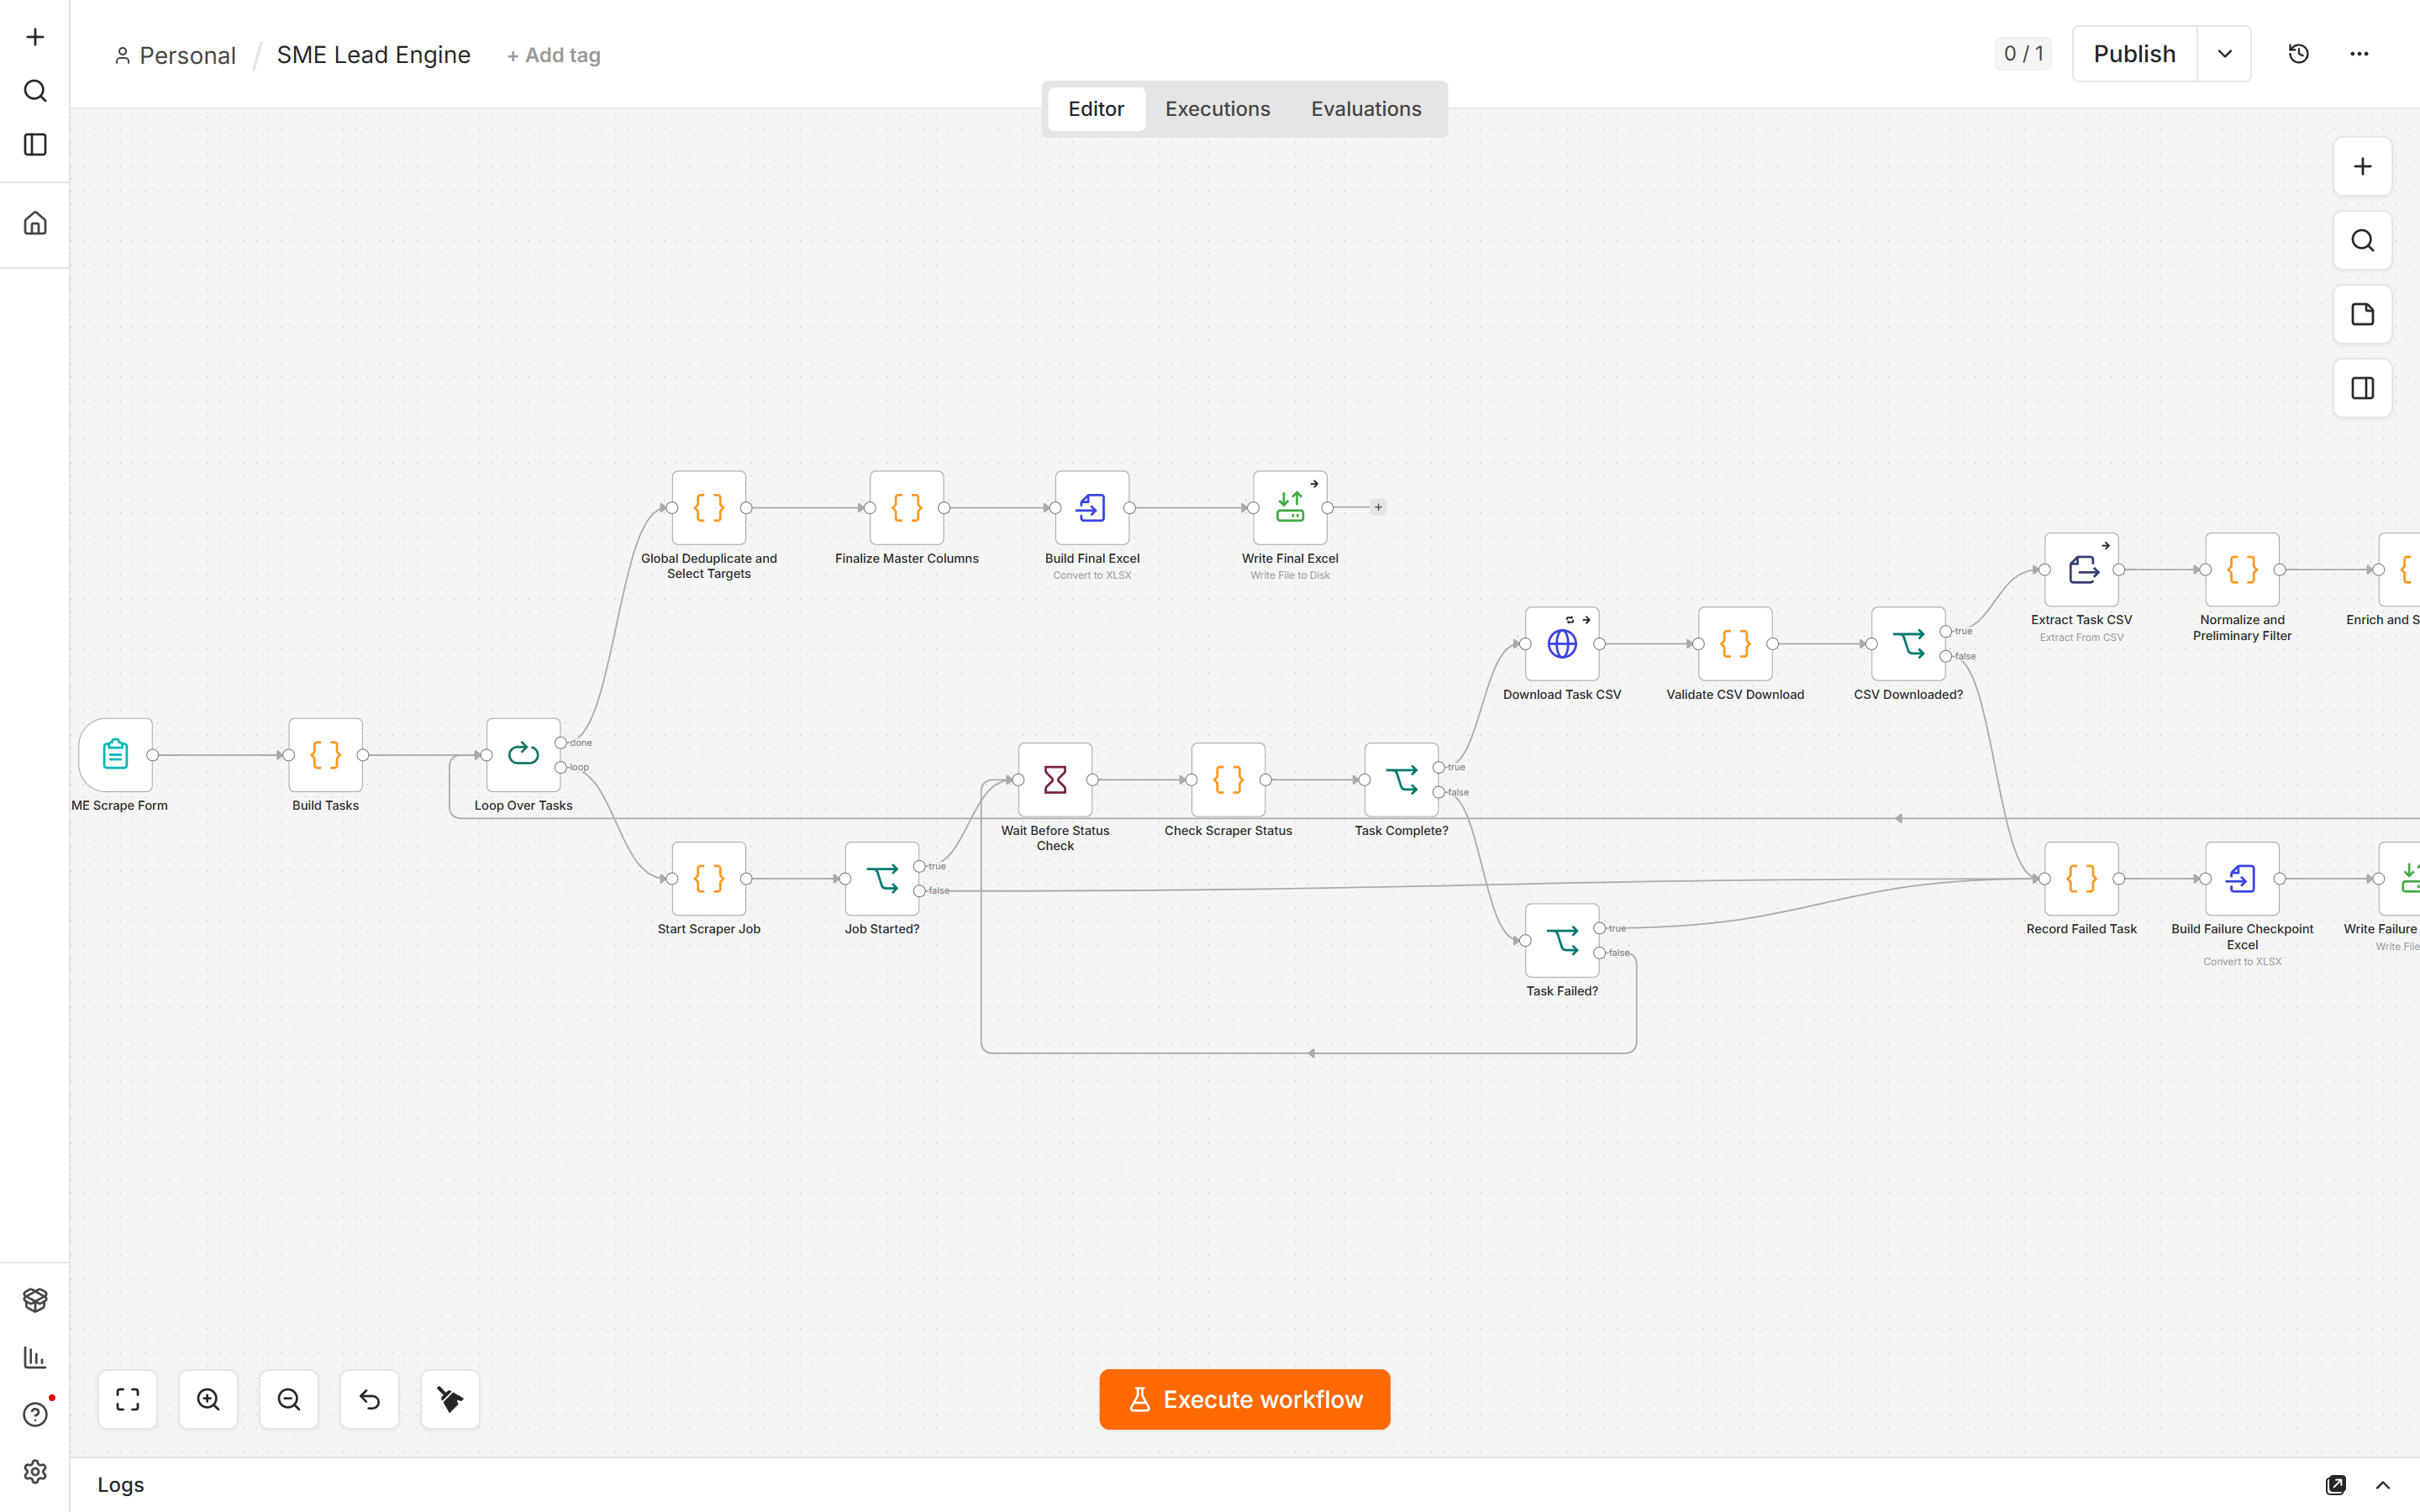 Personal / SME Lead Engine + Add tag
0 / 1
Publish
Editor Executions Evaluations
Global Deduplicate and
Select Targets
Finalize Master Columns
Build Final Excel
Convert to XLSX
Write Final Excel
Write File to Disk
true
false
Extract Task CSV
Extract From CSV
Normalize and
Preliminary Filter
Enrich and S
Download Task CSV
Validate CSV Download
CSV Downloaded?
done
loop
ME Scrape Form
Build Tasks
Loop Over Tasks
true
false
Wait Before Status
Check
Check Scraper Status
Task Complete?
true
false
Start Scraper Job
Job Started?
true
false
Task Failed?
Record Failed Task
Build Failure Checkpoint
Excel
Convert to XLSX
Write Failure
Write File
Execute workflow
Logs